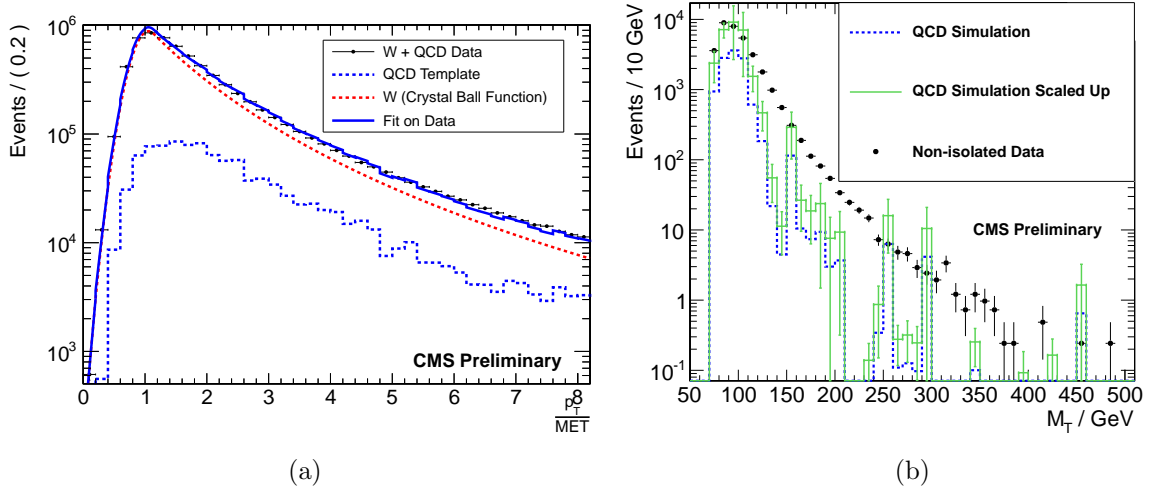 Events / ( 0.2 )
10^6
10^5
10^4
10^3
W + QCD Data
QCD Template
W (Crystal Ball Function)
Fit on Data
CMS Preliminary
0 1 2 3 4 5 6 7 8
p_T
MET
(a)
Events / 10 GeV
10^4
10^3
10^2
10
1
10^-1
QCD Simulation
QCD Simulation Scaled Up
Non-isolated Data
CMS Preliminary
50 100 150 200 250 300 350 400 450 500
M_T / GeV
(b)